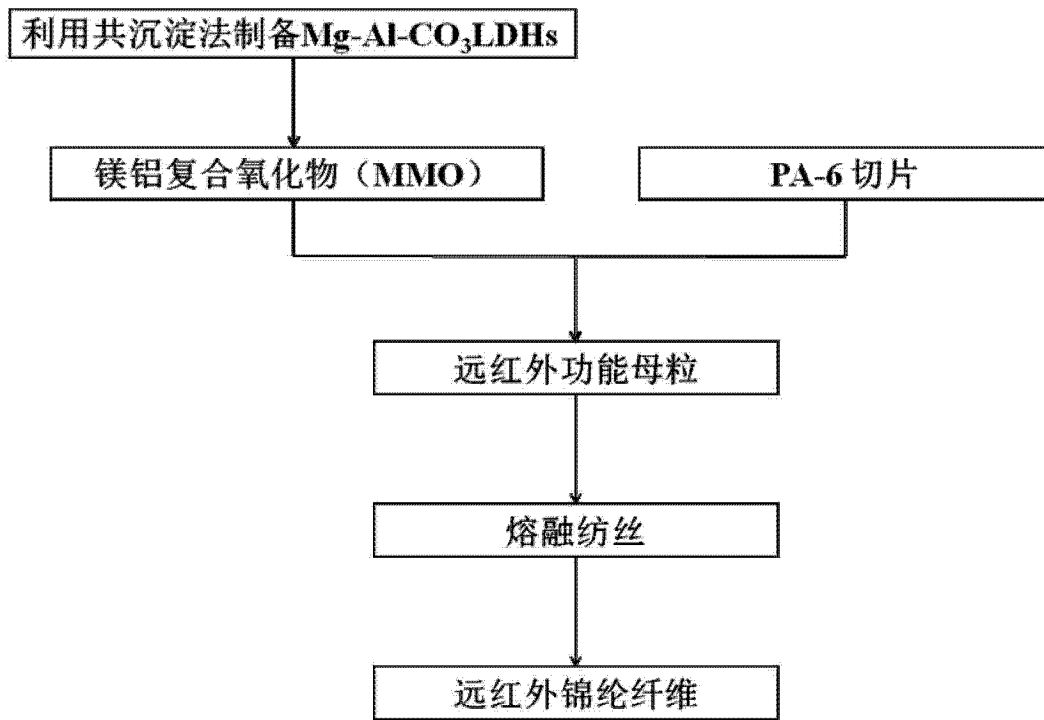 利用共沉淀法制备Mg-Al-CO₃LDHs
镁铝复合氧化物（MMO）
PA-6 切片
远红外功能母粒
熔融纺丝
远红外锦纶纤维